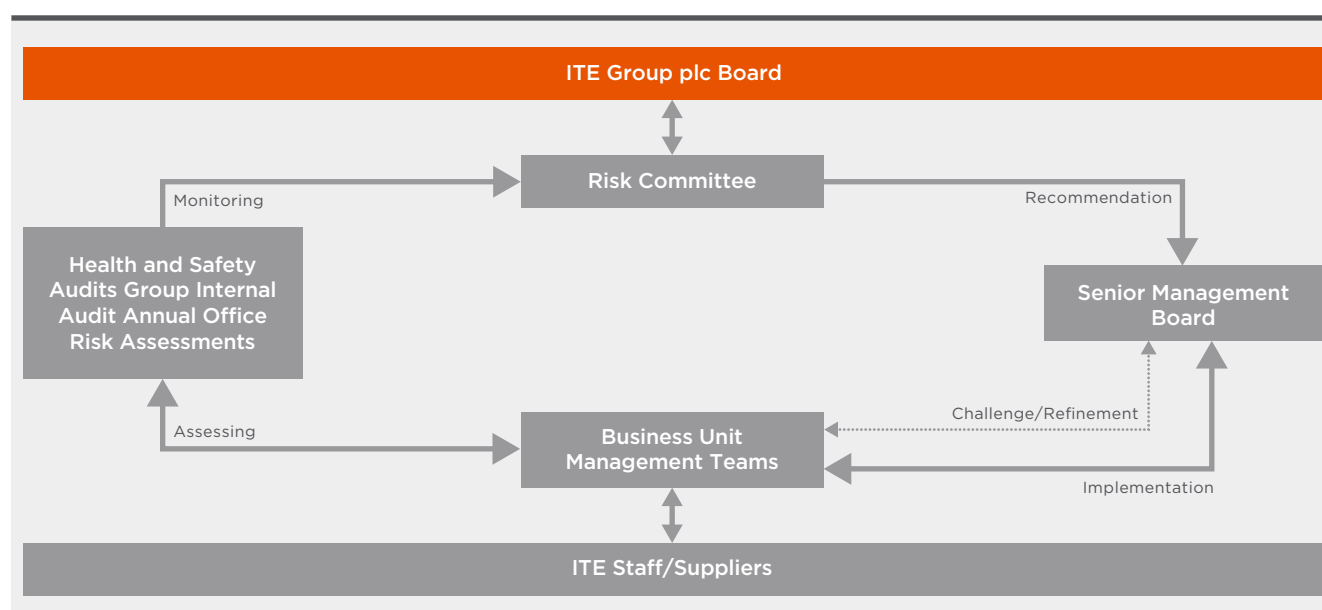 ITE Group plc Board
Risk Committee
Monitoring
Recommendation
Health and Safety
Audits Group Internal
Audit Annual Office
Risk Assessments
Senior Management
Board
Challenge/Refinement
Assessing
Business Unit
Management Teams
Implementation
ITE Staff/Suppliers